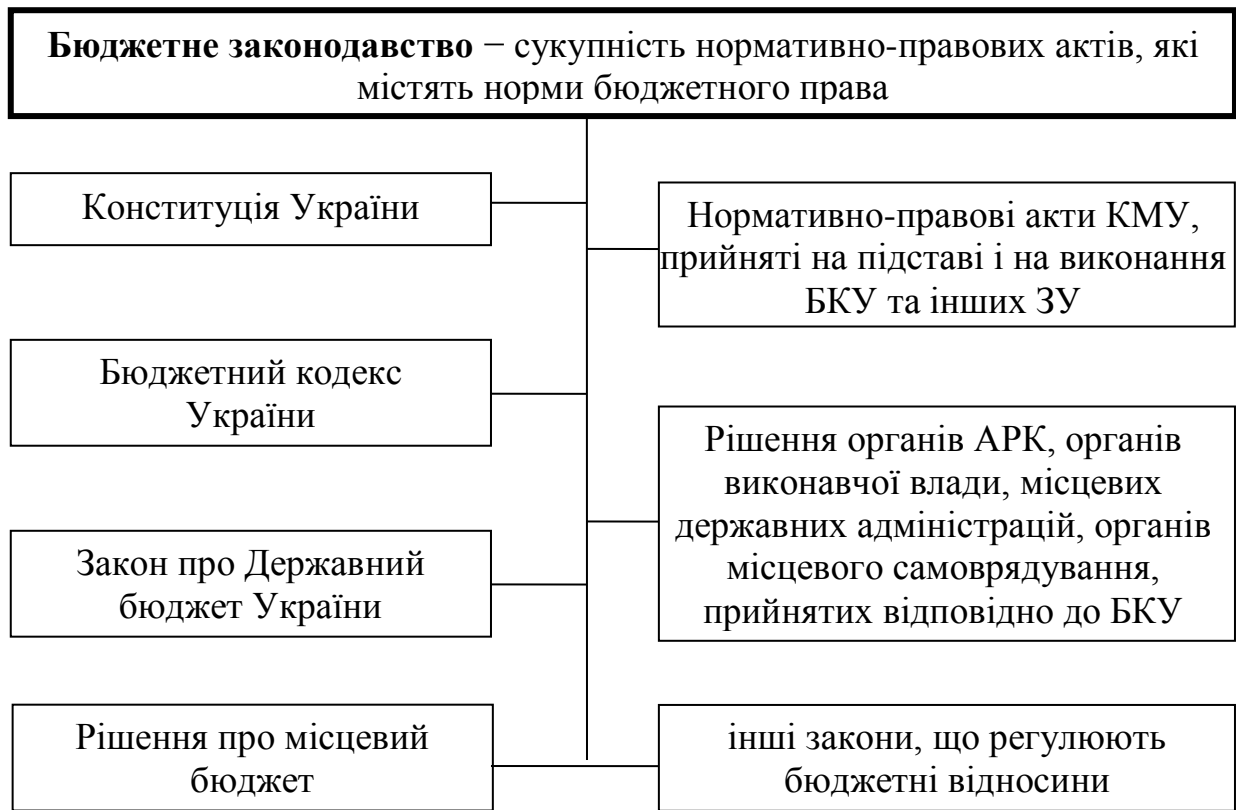 Бюджетне законодавство − сукупність нормативно-правових актів, які
містять норми бюджетного права
Конституція України
Нормативно-правові акти КМУ,
прийняті на підставі і на виконання
БКУ та інших ЗУ
Бюджетний кодекс
України
Рішення органів АРК, органів
виконавчої влади, місцевих
державних адміністрацій, органів
місцевого самоврядування,
прийнятих відповідно до БКУ
Закон про Державний
бюджет України
Рішення про місцевий
бюджет
інші закони, що регулюють
бюджетні відносини